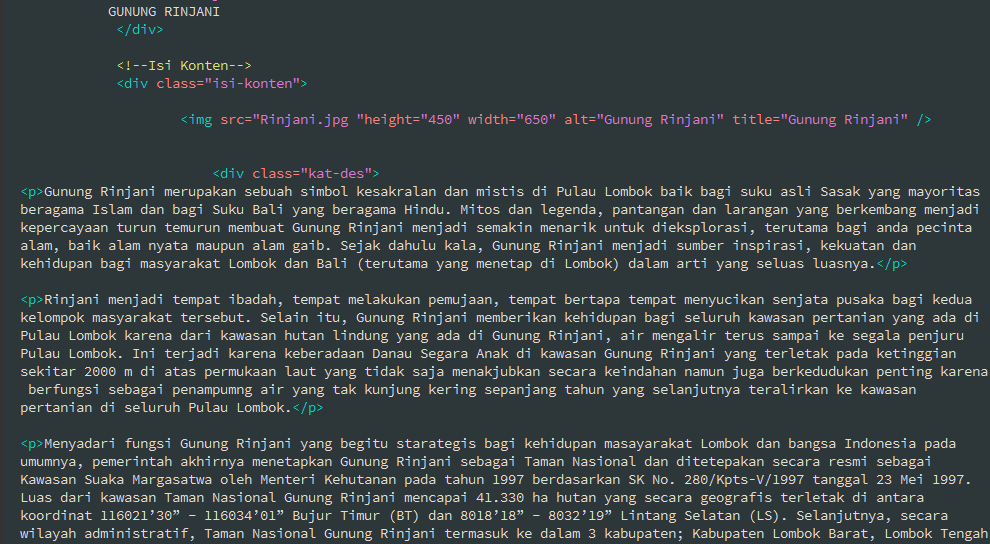 GUNUNG RINJANI
</div>
<!--Isi Konten-->
<div class="isi-konten">
<img src="Rinjani.jpg "height="450" width="650" alt="Gunung Rinjani" title="Gunung Rinjani" />
<div class="kat-des">
<p>Gunung Rinjani merupakan sebuah simbol kesakralan dan mistis di Pulau Lombok baik bagi suku asli Sasak yang mayoritas
beragama Islam dan bagi Suku Bali yang beragama Hindu. Mitos dan legenda, pantangan dan larangan yang berkembang menjadi
kepercayaan turun temurun membuat Gunung Rinjani menjadi semakin menarik untuk dieksplorasi, terutama bagi anda pecinta
alam, baik alam nyata maupun alam gaib. Sejak dahulu kala, Gunung Rinjani menjadi sumber inspirasi, kekuatan dan
kehidupan bagi masyarakat Lombok dan Bali (terutama yang menetap di Lombok) dalam arti yang seluas luasnya.</p>
<p>Rinjani menjadi tempat ibadah, tempat melakukan pemujaan, tempat bertapa tempat menyucikan senjata pusaka bagi kedua
kelompok masyarakat tersebut. Selain itu, Gunung Rinjani memberikan kehidupan bagi seluruh kawasan pertanian yang ada di
Pulau Lombok karena dari kawasan hutan lindung yang ada di Gunung Rinjani, air mengalir terus sampai ke segala penjuru
Pulau Lombok. Ini terjadi karena keberadaan Danau Segara Anak di kawasan Gunung Rinjani yang terletak pada ketinggian
sekitar 2000 m di atas permukaan laut yang tidak saja menakjubkan secara keindahan namun juga berkedudukan penting karena
berfungsi sebagai penampumng air yang tak kunjung kering sepanjang tahun yang selanjutnya teralirkan ke kawasan
pertanian di seluruh Pulau Lombok.</p>
<p>Menyadari fungsi Gunung Rinjani yang begitu starategis bagi kehidupan masayarakat Lombok dan bangsa Indonesia pada
umumnya, pemerintah akhirnya menetapkan Gunung Rinjani sebagai Taman Nasional dan ditetepakan secara resmi sebagai
Kawasan Suaka Margasatwa oleh Menteri Kehutanan pada tahun 1997 berdasarkan SK No. 280/Kpts-V/1997 tanggal 23 Mei 1997.
Luas dari kawasan Taman Nasional Gunung Rinjani mencapai 41.330 ha hutan yang secara geografis terletak di antara
koordinat 116021’30” – 116034’01” Bujur Timur (BT) dan 8018’18” – 8032’19” Lintang Selatan (LS). Selanjutnya, secara
wilayah administratif, Taman Nasional Gunung Rinjani termasuk ke dalam 3 kabupaten; Kabupaten Lombok Barat, Lombok Tengah